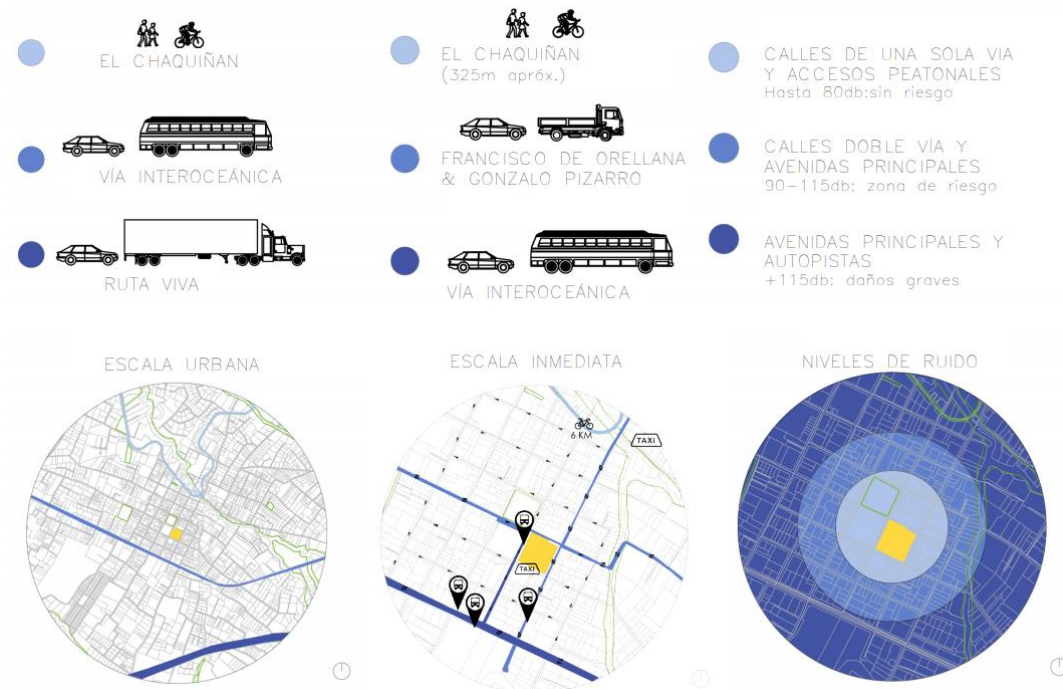 EL CHAQUIÑAN
VÍA INTEROCEÁNICA
RUTA VIVA
EL CHAQUIÑAN
(325m apróx.)
FRANCISCO DE ORELLANA
& GONZALO PIZARRO
VÍA INTEROCEÁNICA
CALLES DE UNA SOLA VIA
Y ACCESOS PEATONALES
Hasta 80db:sin riesgo
CALLES DOBLE VÍA Y
AVENIDAS PRINCIPALES
90-115db: zona de riesgo
AVENIDAS PRINCIPALES Y
AUTOPISTAS
+115db: daños graves
ESCALA URBANA
ESCALA INMEDIATA
6 KM
TAXI
TAXI
NIVELES DE RUIDO